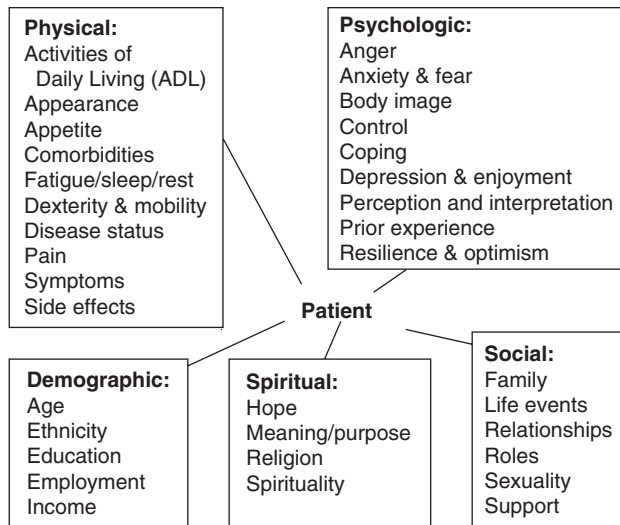 Physical:
Activities of
Daily Living (ADL)
Appearance
Appetite
Comorbidities
Fatigue/sleep/rest
Dexterity & mobility
Disease status
Pain
Symptoms
Side effects
Psychologic:
Anger
Anxiety & fear
Body image
Control
Coping
Depression & enjoyment
Perception and interpretation
Prior experience
Resilience & optimism
Patient
Demographic:
Age
Ethnicity
Education
Employment
Income
Spiritual:
Hope
Meaning/purpose
Religion
Spirituality
Social:
Family
Life events
Relationships
Roles
Sexuality
Support